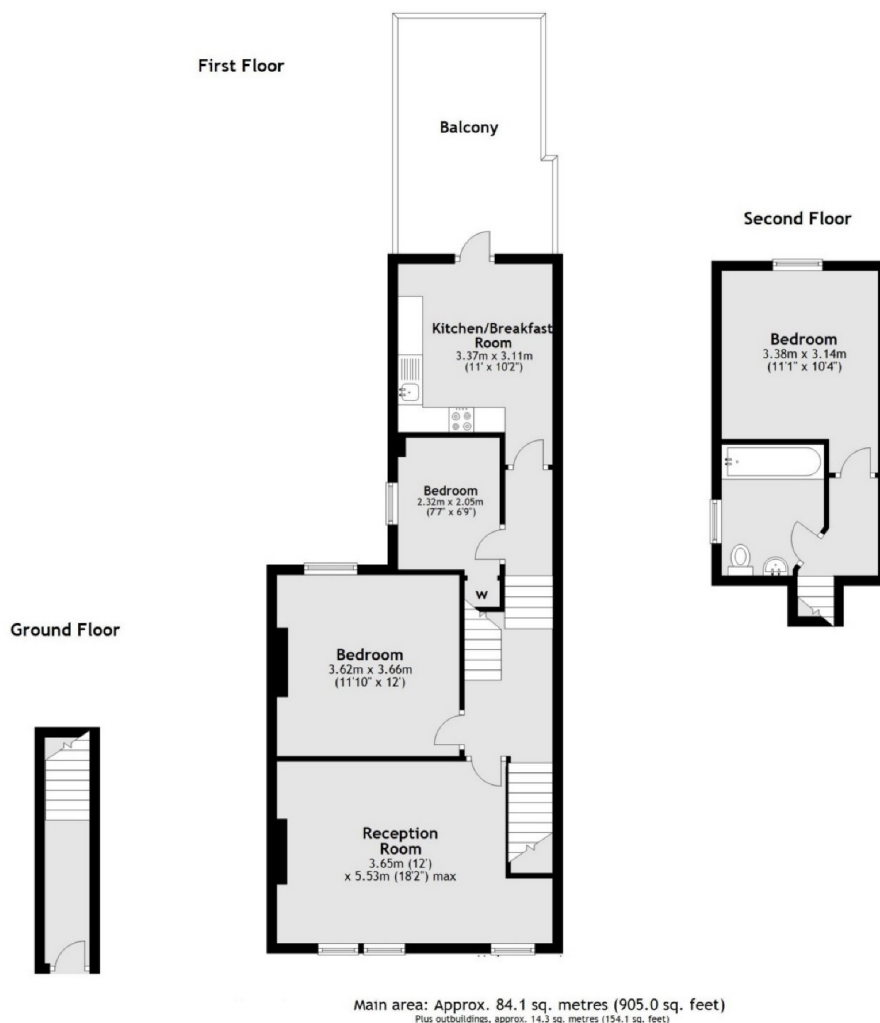 First Floor
Balcony
Second Floor
Kitchen/Breakfast
Room
3.37m x 3.11m
(11' x 10'2")
Bedroom
3.38m x 3.14m
(11'1" x 10'4")
Bedroom
2.32m x 2.05m
(7'7" x 6'9")
W
Ground Floor
Bedroom
3.62m x 3.66m
(11'10" x 12')
Reception
Room
3.65m (12')
x 5.53m (18'2") max
Main area: Approx. 84.1 sq. metres (905.0 sq. feet)
Plus outbuildings, approx. 14.3 sq. metres (154.1 sq. feet)